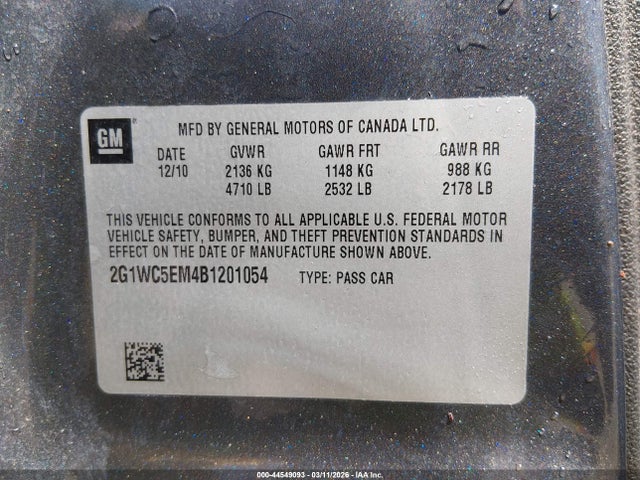 GM
MFD BY GENERAL MOTORS OF CANADA LTD.
DATE GVWR GAWR FRT GAWR RR
12/10 2136 KG 1148 KG 988 KG
4710 LB 2532 LB 2178 LB
THIS VEHICLE CONFORMS TO ALL APPLICABLE U.S. FEDERAL MOTOR
VEHICLE SAFETY, BUMPER, AND THEFT PREVENTION STANDARDS IN
EFFECT ON THE DATE OF MANUFACTURE SHOWN ABOVE.
2G1WC5EM4B1201054 TYPE: PASS CAR
000-44549093 - 03/11/2026 - IAA Inc.